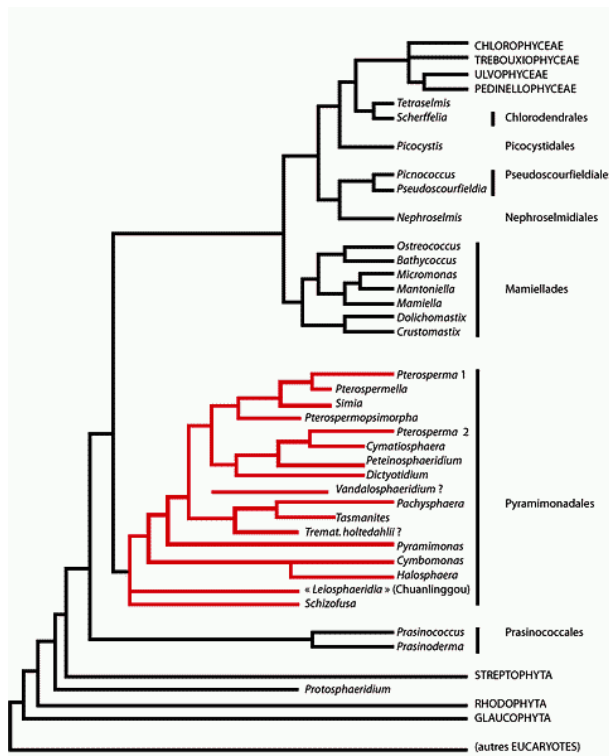 CHLOROPHYCEAE
TREBOUXIOPHYCEAE
ULVOPHYCEAE
PEDINELLOPHYCEAE
Tetraselmis
Scherffelia
Chlorodendrales
Picocystis
Picocystidales
Picnococcus
Pseudoscourfieldiales
Pseudoscourfieldia
Nephroselmis
Nephroselmidiales
Ostreococcus
Bathycoccus
Micromonas
Mantoniella
Mamiellades
Mamiella
Dolichomastix
Crustomastix
Pterosperma 1
Pterospermella
Simia
Pterospermopsimorpha
Pterosperma 2
Cymatiosphaera
Peteinosphaeridium
Dictyotidium
Vandalosphaeridium ?
Pachysphaera
Pyramimonadales
Tasmanites
Tremat. holtedahlii ?
Pyramimonas
Cymbomonas
Halosphaera
« Leiosphaeridia » (Chuanlinggou)
Schizofusa
Prasinococcus
Prasinococcales
Prasinoderma
STREPTOPHYTA
Protosphaeridium
RHODOPHYTA
GLAUCOPHYTA
(autres EUCARYOTES)